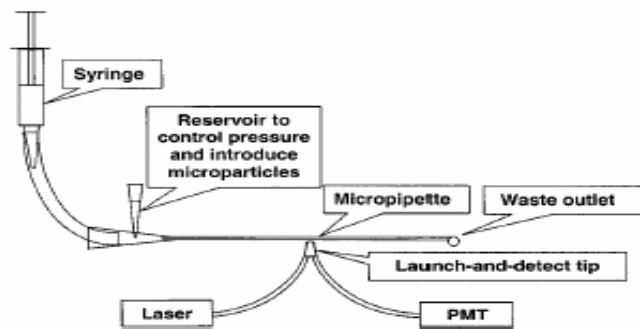 Syringe
Reservoir to
control pressure
and introduce
microparticles
Micropipette
Waste outlet
Launch-and-detect tip
Laser
PMT